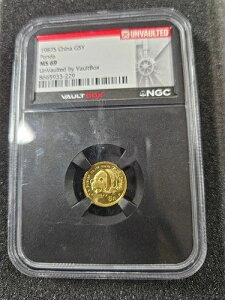 UNVAULTED
1987S China G5Y
Panda
MS 69
UnVaulted by VaultBox
VAULTBOX
NGC